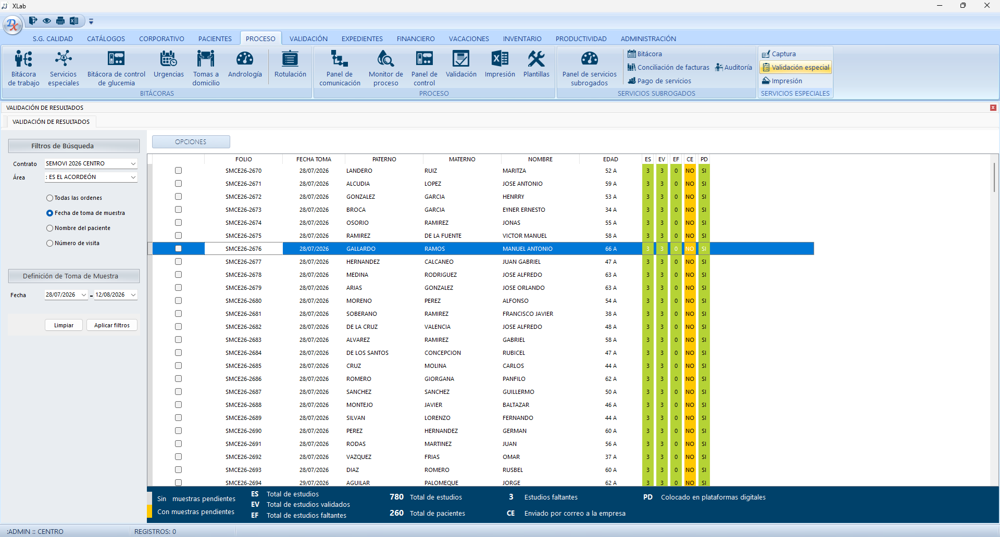 XLab
S.G. CALIDAD CATÁLOGOS CORPORATIVO PACIENTES PROCESO VALIDACIÓN EXPEDIENTES FINANCIERO VACACIONES INVENTARIO PRODUCTIVIDAD ADMINISTRACIÓN
Bitácora de trabajo
Servicios especiales
Bitácora de control de glucemia
Urgencias
Tomas a domicilio
Andrología
Rotulación
BITÁCORAS
Panel de comunicación
Monitor de proceso
Panel de control
Validación
Impresión
Plantillas
PROCESO
Panel de servicios subrogados
Bitácora
Conciliación de facturas
Auditoría
Pago de servicios
SERVICIOS SUBROGADOS
Captura
Validación especial
Impresión
SERVICIOS ESPECIALES
VALIDACIÓN DE RESULTADOS
VALIDACIÓN DE RESULTADOS
Filtros de Búsqueda
Contrato SEMOVI 2026 CENTRO
Área : ES EL ACORDEÓN
Todas las ordenes
Fecha de toma de muestra
Nombre del paciente
Número de visita
Definición de Toma de Muestra
Fecha 28/07/2026 - 12/08/2026
Limpiar Aplicar filtros
OPCIONES
FOLIO FECHA TOMA PATERNO MATERNO NOMBRE EDAD ES EV EF CE PD
SMCE26-2670 28/07/2026 LANDERO RUIZ MARITZA 52 A 3 3 0 NO SI
SMCE26-2671 28/07/2026 ALCUDIA LOPEZ JOSE ANTONIO 59 A 3 3 0 NO SI
SMCE26-2672 28/07/2026 GONZALEZ GARCIA HENRRY 53 A 3 3 0 NO SI
SMCE26-2673 28/07/2026 BROCA GARCIA EYNER ERNESTO 34 A 3 3 0 NO SI
SMCE26-2674 28/07/2026 OSORIO RAMIREZ JONAS 55 A 3 3 0 NO SI
SMCE26-2675 28/07/2026 RAMIREZ DE LA FUENTE VICTOR MANUEL 58 A 3 3 0 NO SI
SMCE26-2676 28/07/2026 GALLARDO RAMOS MANUEL ANTONIO 66 A 3 3 0 NO SI
SMCE26-2677 28/07/2026 HERNANDEZ CALCANEO JUAN GABRIEL 47 A 3 3 0 NO SI
SMCE26-2678 28/07/2026 MEDINA RODRIGUEZ JOSE ALFREDO 63 A 3 3 0 NO SI
SMCE26-2679 28/07/2026 ARIAS GONZALEZ JOSE ORLANDO 63 A 3 3 0 NO SI
SMCE26-2680 28/07/2026 MORENO PEREZ ALFONSO 54 A 3 3 0 NO SI
SMCE26-2681 28/07/2026 SOBERANO RAMIREZ FRANCISCO JAVIER 38 A 3 3 0 NO SI
SMCE26-2682 28/07/2026 DE LA CRUZ VALENCIA JOSE ALFREDO 48 A 3 3 0 NO SI
SMCE26-2683 28/07/2026 ALVAREZ RAMIREZ GABRIEL 58 A 3 3 0 NO SI
SMCE26-2684 28/07/2026 DE LOS SANTOS CONCEPCION RUBICEL 47 A 3 3 0 NO SI
SMCE26-2685 28/07/2026 CRUZ MOLINA CARLOS 44 A 3 3 0 NO SI
SMCE26-2686 28/07/2026 ROMERO GIORGANA PANFILO 62 A 3 3 0 NO SI
SMCE26-2687 28/07/2026 SANCHEZ SANCHEZ GUILLERMO 50 A 3 3 0 NO SI
SMCE26-2688 28/07/2026 MONTEJO JAVIER BALTAZAR 46 A 3 3 0 NO SI
SMCE26-2689 28/07/2026 SILVAN LORENZO FERNANDO 44 A 3 3 0 NO SI
SMCE26-2690 28/07/2026 PEREZ HERNANDEZ GERMAN 60 A 3 3 0 NO SI
SMCE26-2691 28/07/2026 RODAS MARTINEZ JUAN 56 A 3 3 0 NO SI
SMCE26-2692 28/07/2026 VAZQUEZ FRIAS OMAR 37 A 3 3 0 NO SI
SMCE26-2693 28/07/2026 DIAZ ROMERO RUSBEL 60 A 3 3 0 NO SI
SMCE26-2694 29/07/2026 AGUILAR PALOMEQUE JORGE 62 A 3 3 0 NO SI
Sin muestras pendientes
Con muestras pendientes
ES Total de estudios
EV Total de estudios validados
EF Total de estudios faltantes
780 Total de estudios
260 Total de pacientes
3 Estudios faltantes
CE Enviado por correo a la empresa
PD Colocado en plataformas digitales
:ADMIN :: CENTRO REGISTROS: 0